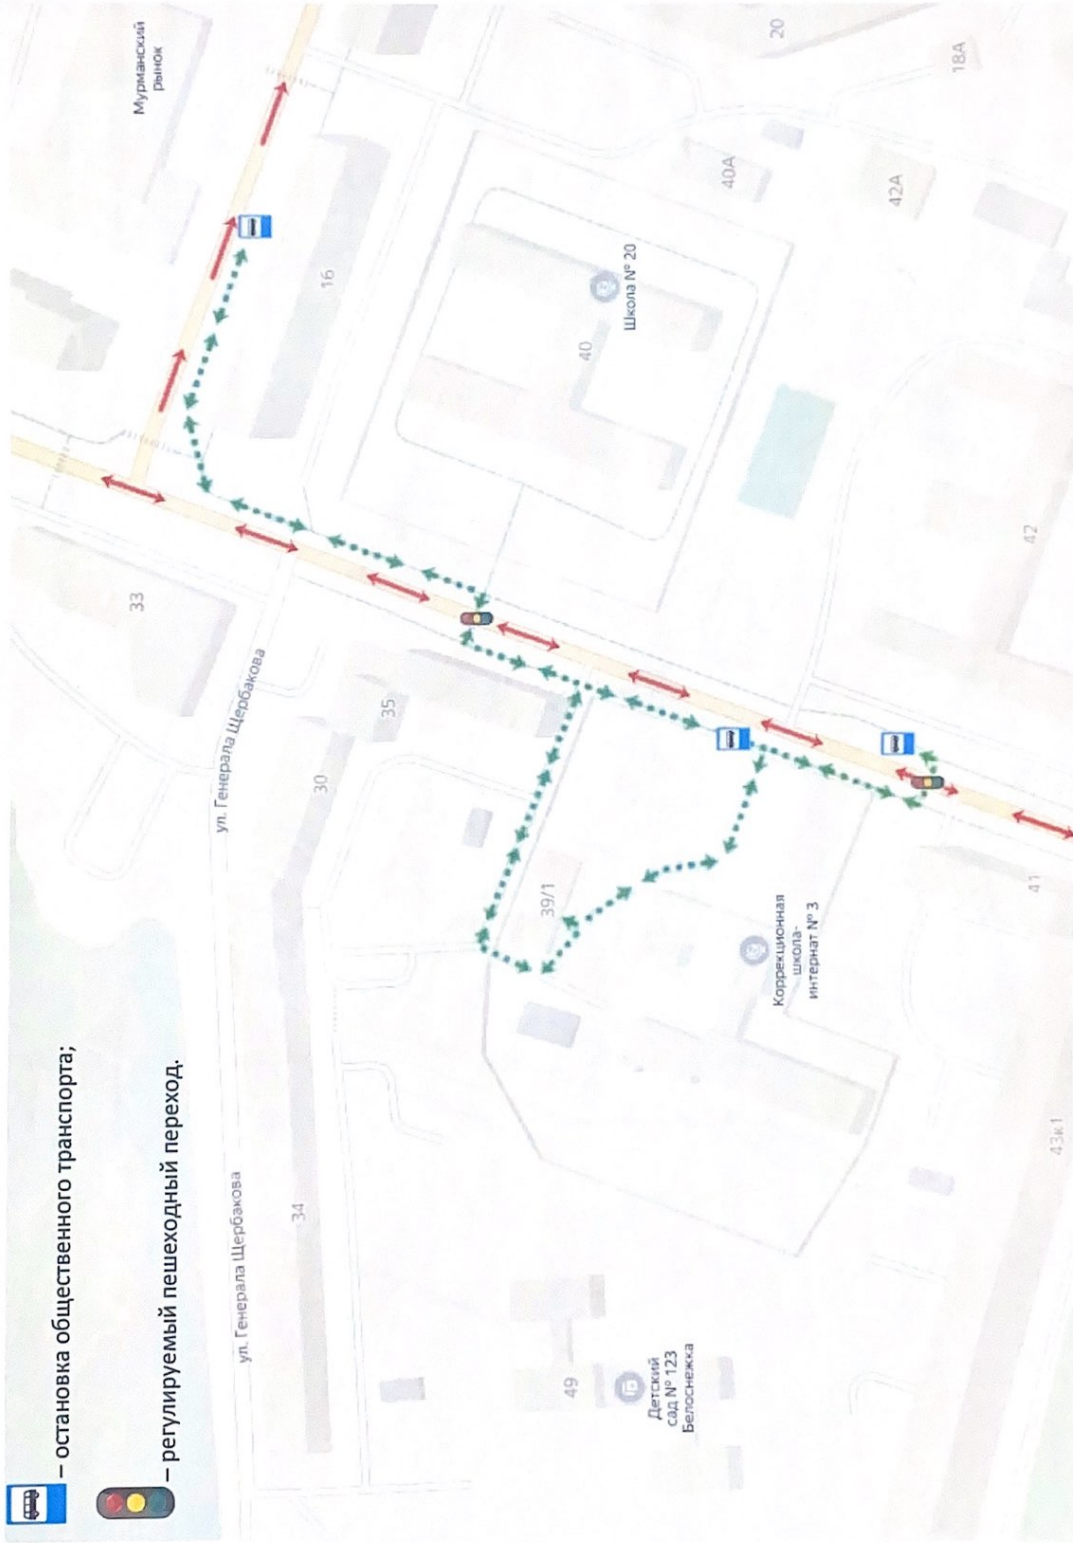 – остановка общественного транспорта;
– регулируемый пешеходный переход.
ул. Генерала Щербакова
34
49
Детский
сад № 123
Белоснежка
43к1
ул. Генерала Щербакова
30
35
33
39/1
Коррекционная
школа-
интернат № 3
41
Мурманский
рынок
16
40
Школа № 20
40А
42А
42
20
18А